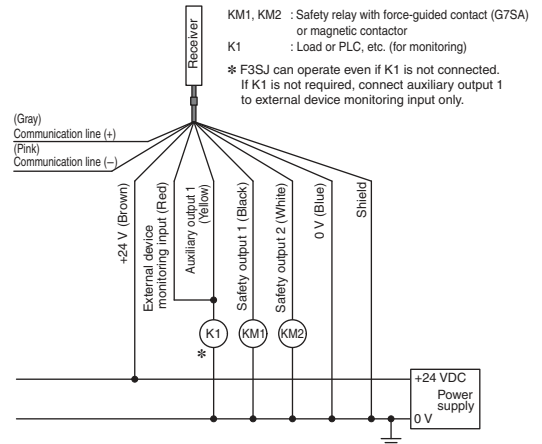 Receiver
KM1, KM2 : Safety relay with force-guided contact (G7SA)
or magnetic contactor
K1 : Load or PLC, etc. (for monitoring)
* F3SJ can operate even if K1 is not connected.
If K1 is not required, connect auxiliary output 1
to external device monitoring input only.
(Gray)
Communication line (+)
(Pink)
Communication line (−)
+24 V (Brown)
External device
monitoring input (Red)
Auxiliary output 1
(Yellow)
Safety output 1 (Black)
Safety output 2 (White)
0 V (Blue)
Shield
K1
*
KM1
KM2
+24 VDC
Power
supply
0 V